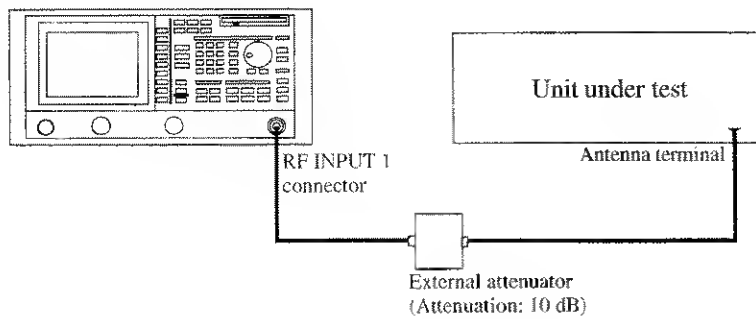 Unit under test
Antenna terminal
RF INPUT 1
connector
External attenuator
(Attenuation: 10 dB)